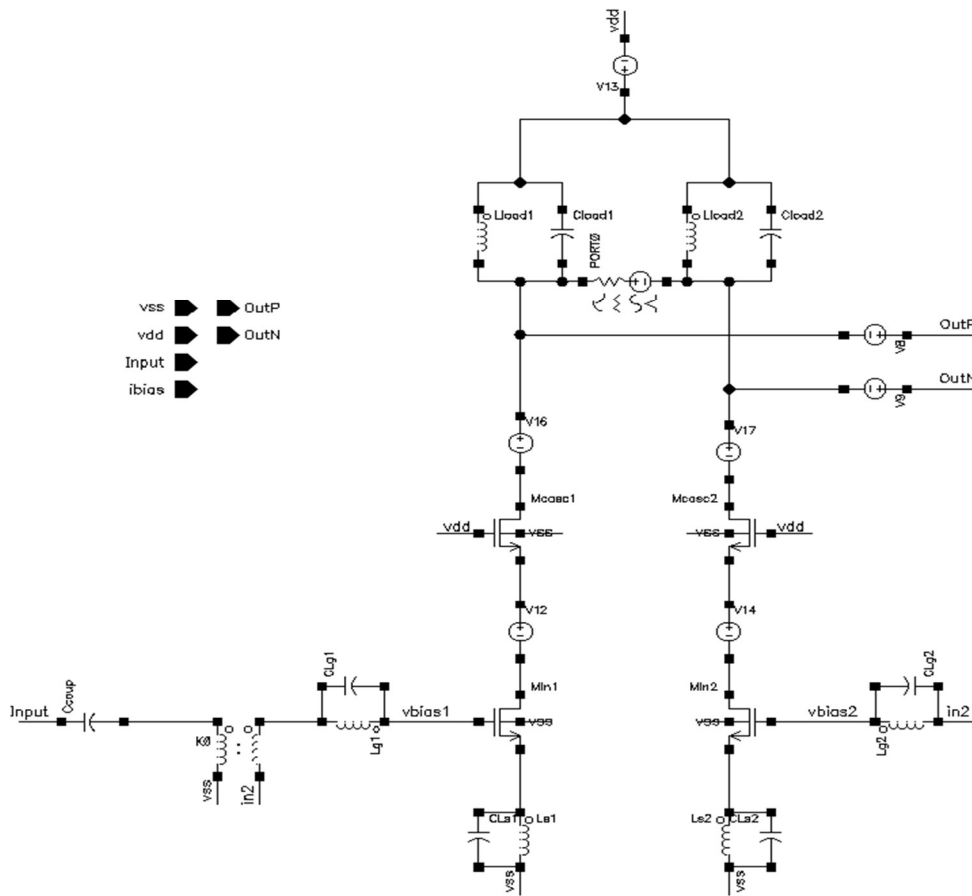 vdd
V13
Lload1
Cload1
PORT0
Lload2
Cload2
vss
OutP
vdd
OutN
Input
ibias
OutP
V8
OutN
V9
V16
V17
Mcasc1
Mcasc2
vdd
vss
vss
vdd
V12
V14
CLg1
CLg2
Min1
Min2
Input
Ccoup
vbias1
vss
vss
vbias2
in2
K0
Lg1
Lg2
vss
in2
CLs1
Ls1
Ls2
CLs2
vss
vss